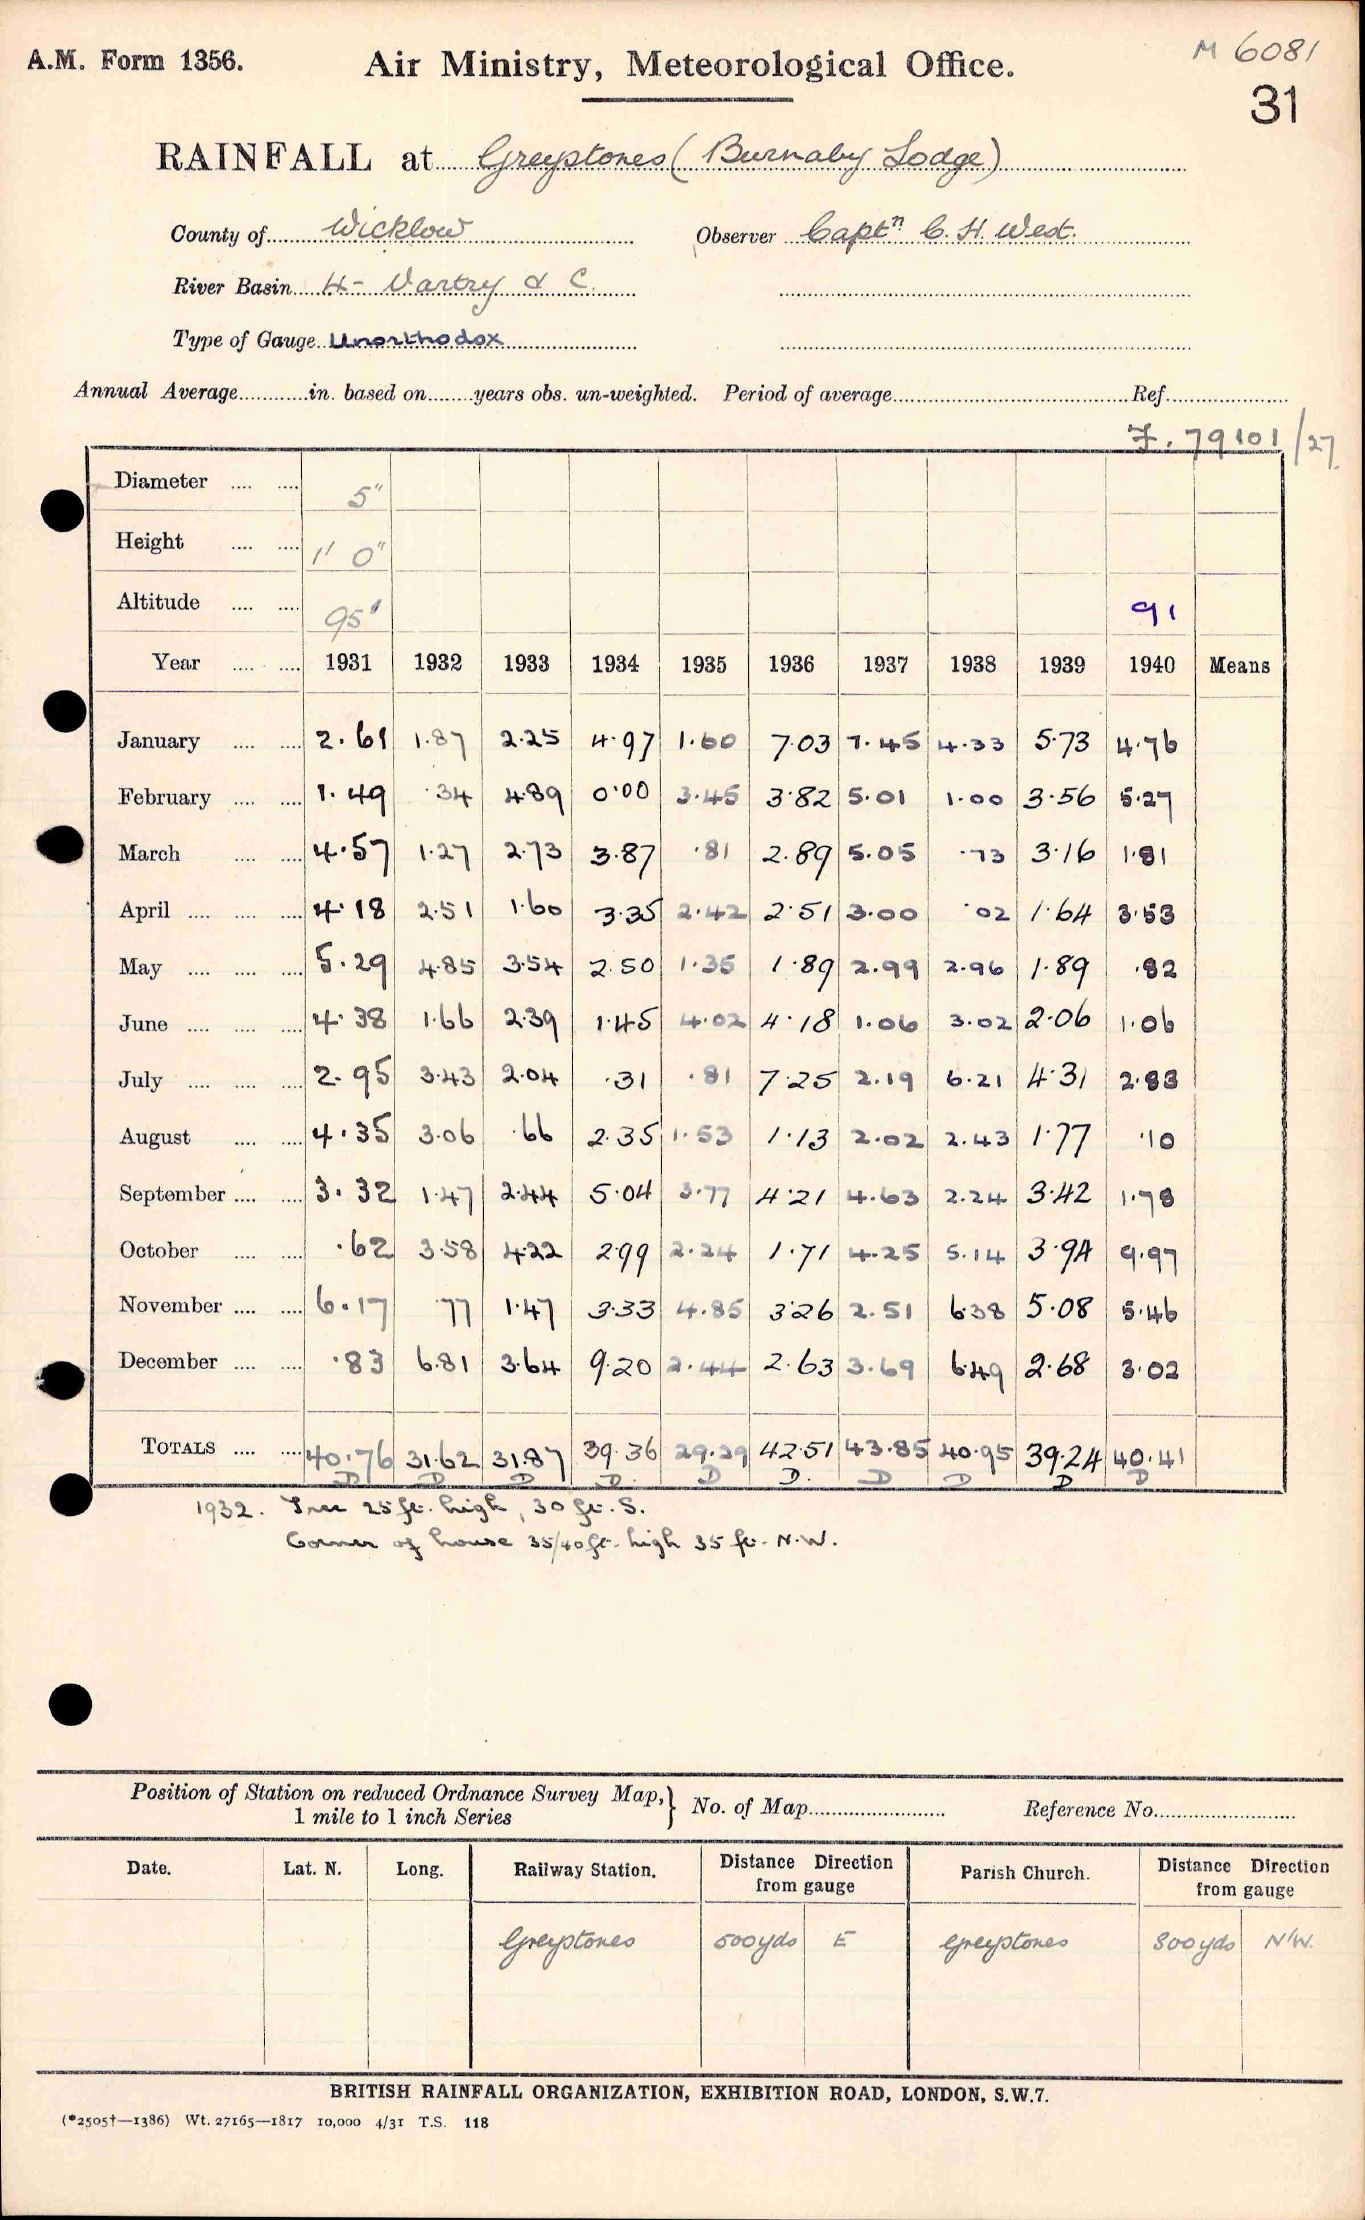 A.M. Form 1356.
Air Ministry, Meteorological Office.
M 6081
31
RAINFALL at Greystones (Burnaby Lodge)
County of Wicklow Observer Captn C. H. West.
River Basin 4- Vartry & C.
Type of Gauge Unorthodox
Annual Average............in. based on........years obs. un-weighted. Period of average.................... Ref....................
F. 79101/27
Diameter .... .... 5"
Height .... .... 1' 0"
Altitude .... .... 95' 91
Year .... .... 1931 1932 1933 1934 1935 1936 1937 1938 1939 1940 Means
January .... .... 2.61 1.87 2.25 4.97 1.60 7.03 7.45 4.33 5.73 4.76
February .... .... 1.49 .34 4.89 0.00 3.45 3.82 5.01 1.00 3.56 5.27
March .... .... 4.57 1.27 2.73 3.87 .81 2.89 5.05 .73 3.16 1.81
April .... .... .... 4.18 2.51 1.60 3.35 2.42 2.51 3.00 .02 1.64 3.53
May .... .... .... 5.29 4.85 3.54 2.50 1.35 1.89 2.99 2.96 1.89 .82
June .... .... .... 4.38 1.66 2.39 1.45 4.02 4.18 1.06 3.02 2.06 1.06
July .... .... .... 2.95 3.43 2.04 .31 .81 7.25 2.19 6.21 4.31 2.83
August .... .... 4.35 3.06 .66 2.35 1.53 1.13 2.02 2.43 1.77 .10
September .... .... 3.32 1.47 2.44 5.04 3.77 4.21 4.63 2.24 3.42 1.78
October .... .... .62 3.58 4.22 2.99 2.24 1.71 4.25 5.14 3.94 9.97
November .... .... 6.17 .77 1.47 3.33 4.85 3.26 2.51 6.38 5.08 5.46
December .... .... .83 6.81 3.64 9.20 2.44 2.63 3.69 6.49 2.68 3.02
TOTALS .... .... 40.76 31.62 31.87 39.36 29.29 42.51 43.85 40.95 39.24 40.41
D D D D. D D. D D D D
1932. Tree 25 ft. high, 30 ft. S.
Corner of house 35/40 ft. high 35 ft. N.W.
Position of Station on reduced Ordnance Survey Map, 1 mile to 1 inch Series } No. of Map........................ Reference No.........................
Date. Lat. N. Long. Railway Station. Distance Direction from gauge Parish Church. Distance Direction from gauge
Greystones 500yds E Greystones 800yds N'W.
BRITISH RAINFALL ORGANIZATION, EXHIBITION ROAD, LONDON, S.W.7.
(*2505†—1386) Wt. 27165—1817 10,000 4/31 T.S. 118